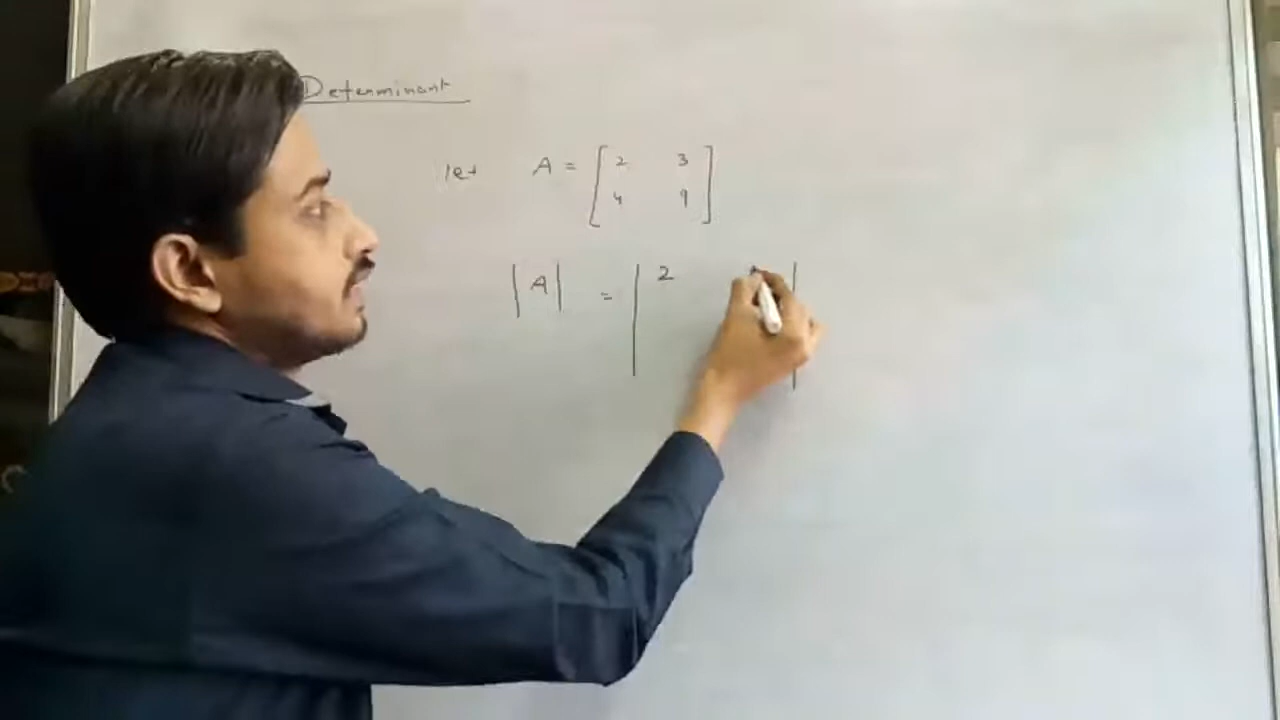 Determinant
let A = [ 2 3
4 9 ]
| A | = | 2 |